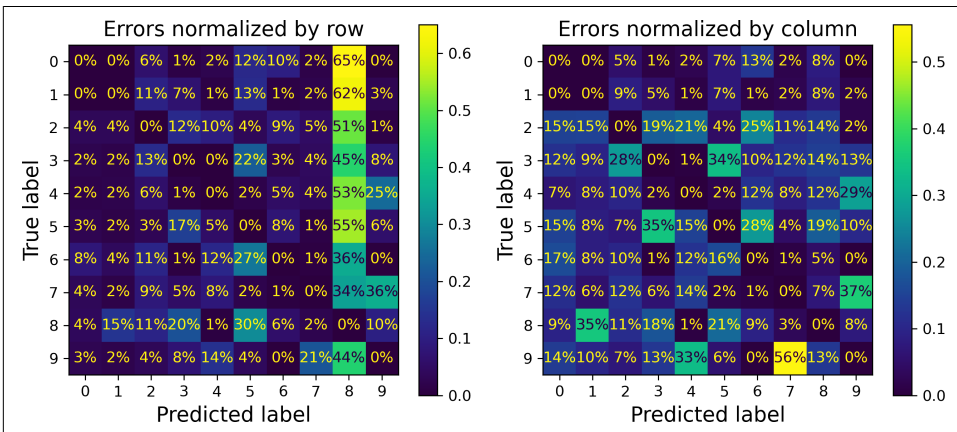 Errors normalized by row
Errors normalized by column
0 0% 0% 6% 1% 2% 12% 10% 2% 65% 0%
1 0% 0% 11% 7% 1% 13% 1% 2% 62% 3%
2 4% 4% 0% 12% 10% 4% 9% 5% 51% 1%
3 2% 2% 13% 0% 0% 22% 3% 4% 45% 8%
4 2% 2% 6% 1% 0% 2% 5% 4% 53% 25%
5 3% 2% 3% 17% 5% 0% 8% 1% 55% 6%
6 8% 4% 11% 1% 12% 27% 0% 1% 36% 0%
7 4% 2% 9% 5% 8% 2% 1% 0% 34% 36%
8 4% 15% 11% 20% 1% 30% 6% 2% 0% 10%
9 3% 2% 4% 8% 14% 4% 0% 21% 44% 0%
0 1 2 3 4 5 6 7 8 9
Predicted label
True label
0.6
0.5
0.4
0.3
0.2
0.1
0.0
0 0% 0% 5% 1% 2% 7% 13% 2% 8% 0%
1 0% 0% 9% 5% 1% 7% 1% 2% 8% 2%
2 15% 15% 0% 19% 21% 4% 25% 11% 14% 2%
3 12% 9% 28% 0% 1% 34% 10% 12% 14% 13%
4 7% 8% 10% 2% 0% 2% 12% 8% 12% 29%
5 15% 8% 7% 35% 15% 0% 28% 4% 19% 10%
6 17% 8% 10% 1% 12% 16% 0% 1% 5% 0%
7 12% 6% 12% 6% 14% 2% 1% 0% 7% 37%
8 9% 35% 11% 18% 1% 21% 9% 3% 0% 8%
9 14% 10% 7% 13% 33% 6% 0% 56% 13% 0%
0 1 2 3 4 5 6 7 8 9
Predicted label
True label
0.5
0.4
0.3
0.2
0.1
0.0